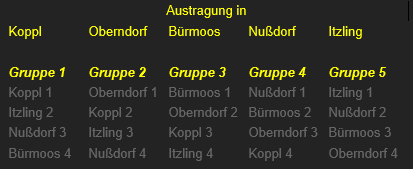 Austragung in
Koppl Oberndorf Bürmoos Nußdorf Itzling
Gruppe 1 Gruppe 2 Gruppe 3 Gruppe 4 Gruppe 5
Koppl 1 Oberndorf 1 Bürmoos 1 Nußdorf 1 Itzling 1
Itzling 2 Koppl 2 Oberndorf 2 Bürmoos 2 Nußdorf 2
Nußdorf 3 Itzling 3 Koppl 3 Oberndorf 3 Bürmoos 3
Bürmoos 4 Nußdorf 4 Itzling 4 Koppl 4 Oberndorf 4